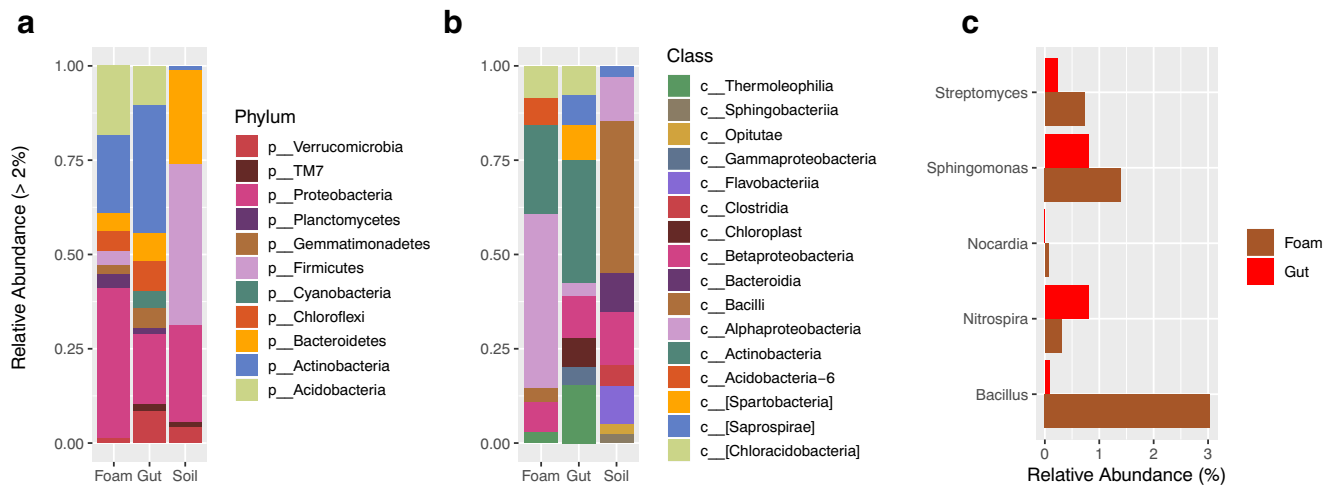 a
Relative Abundance (> 2%)
1.00
0.75
0.50
0.25
0.00
Foam Gut Soil
Phylum
p__Verrucomicrobia
p__TM7
p__Proteobacteria
p__Planctomycetes
p__Gemmatimonadetes
p__Firmicutes
p__Cyanobacteria
p__Chloroflexi
p__Bacteroidetes
p__Actinobacteria
p__Acidobacteria
b
1.00
0.75
0.50
0.25
0.00
Foam Gut Soil
Class
c__Thermoleophilia
c__Sphingobacteriia
c__Opitutae
c__Gammaproteobacteria
c__Flavobacteriia
c__Clostridia
c__Chloroplast
c__Betaproteobacteria
c__Bacteroidia
c__Bacilli
c__Alphaproteobacteria
c__Actinobacteria
c__Acidobacteria−6
c__[Spartobacteria]
c__[Saprospirae]
c__[Chloracidobacteria]
c
Streptomyces
Sphingomonas
Nocardia
Nitrospira
Bacillus
0 1 2 3
Relative Abundance (%)
Foam
Gut